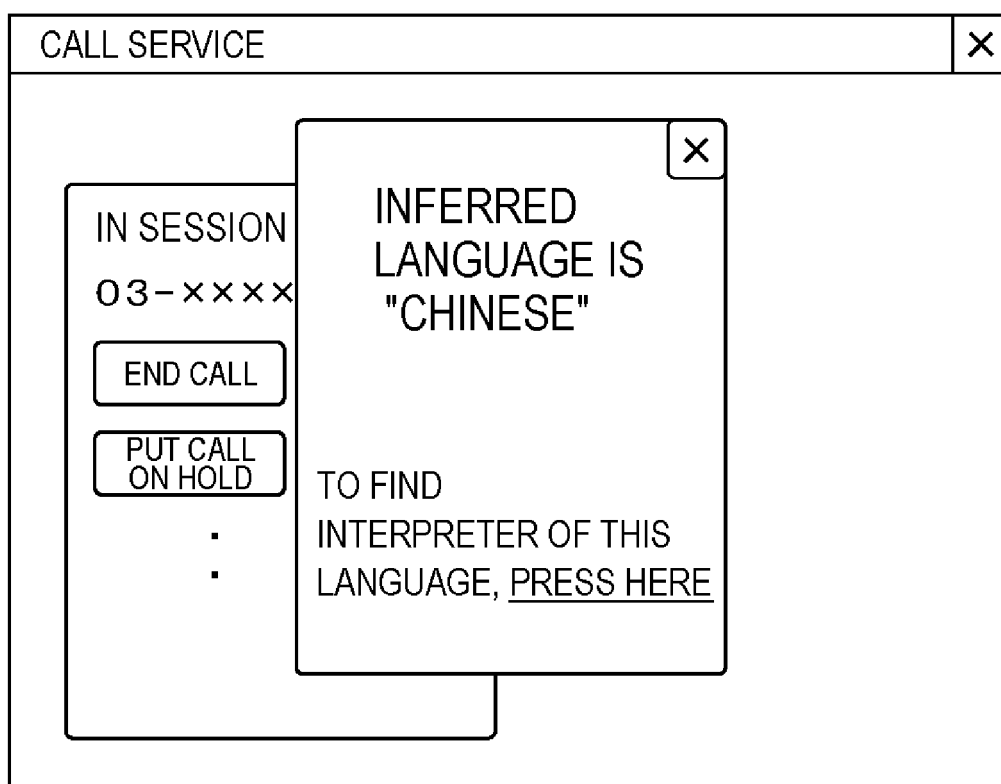 CALL SERVICE
×
IN SESSION
03-××××
END CALL
PUT CALL
ON HOLD
×
INFERRED
LANGUAGE IS
"CHINESE"
TO FIND
INTERPRETER OF THIS
LANGUAGE, PRESS HERE